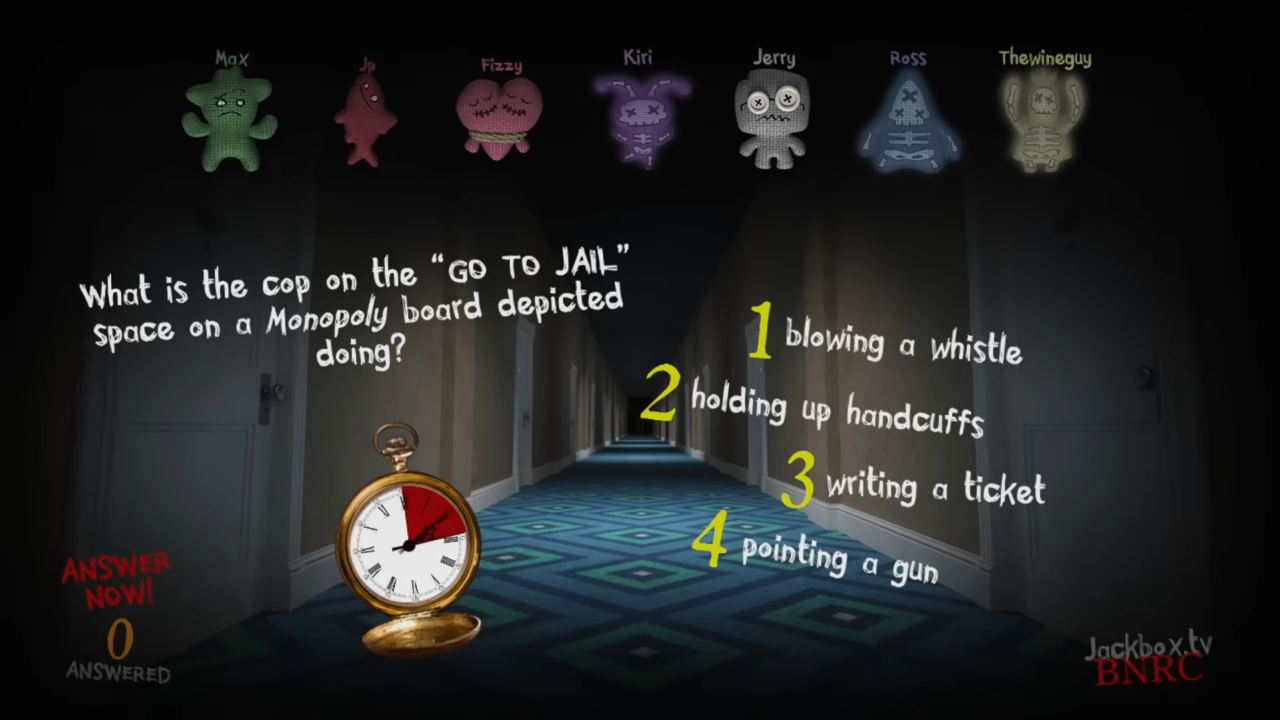 Max
Jp
Fizzy
Kiri
Jerry
Ross
Thewineguy
What is the cop on the “GO TO JAIL”
space on a Monopoly board depicted
doing?
1 blowing a whistle
2 holding up handcuffs
3 writing a ticket
4 pointing a gun
ANSWER
NOW!
0
ANSWERED
Jackbox.tv
BNRC